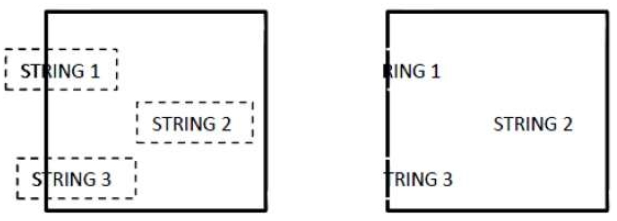 STRING 1
RING 1
STRING 2
STRING 2
STRING 3
TRING 3